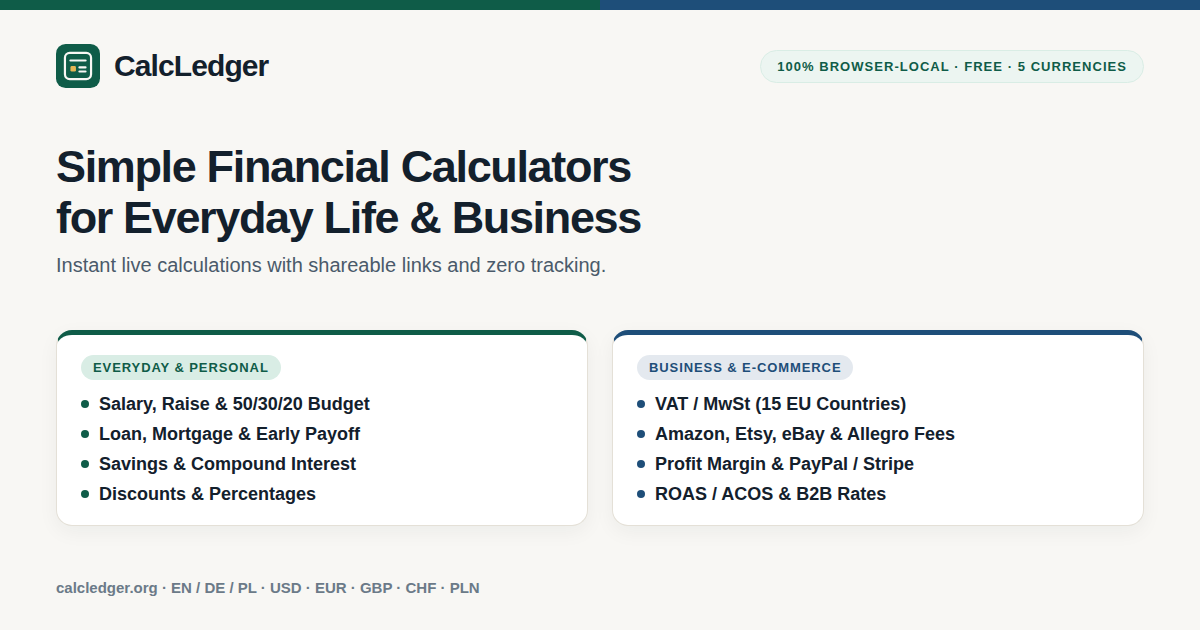 CalcLedger
100% BROWSER-LOCAL · FREE · 5 CURRENCIES
Simple Financial Calculators
for Everyday Life & Business
Instant live calculations with shareable links and zero tracking.
EVERYDAY & PERSONAL
Salary, Raise & 50/30/20 Budget
Loan, Mortgage & Early Payoff
Savings & Compound Interest
Discounts & Percentages
BUSINESS & E-COMMERCE
VAT / MwSt (15 EU Countries)
Amazon, Etsy, eBay & Allegro Fees
Profit Margin & PayPal / Stripe
ROAS / ACOS & B2B Rates
calcledger.org · EN / DE / PL · USD · EUR · GBP · CHF · PLN